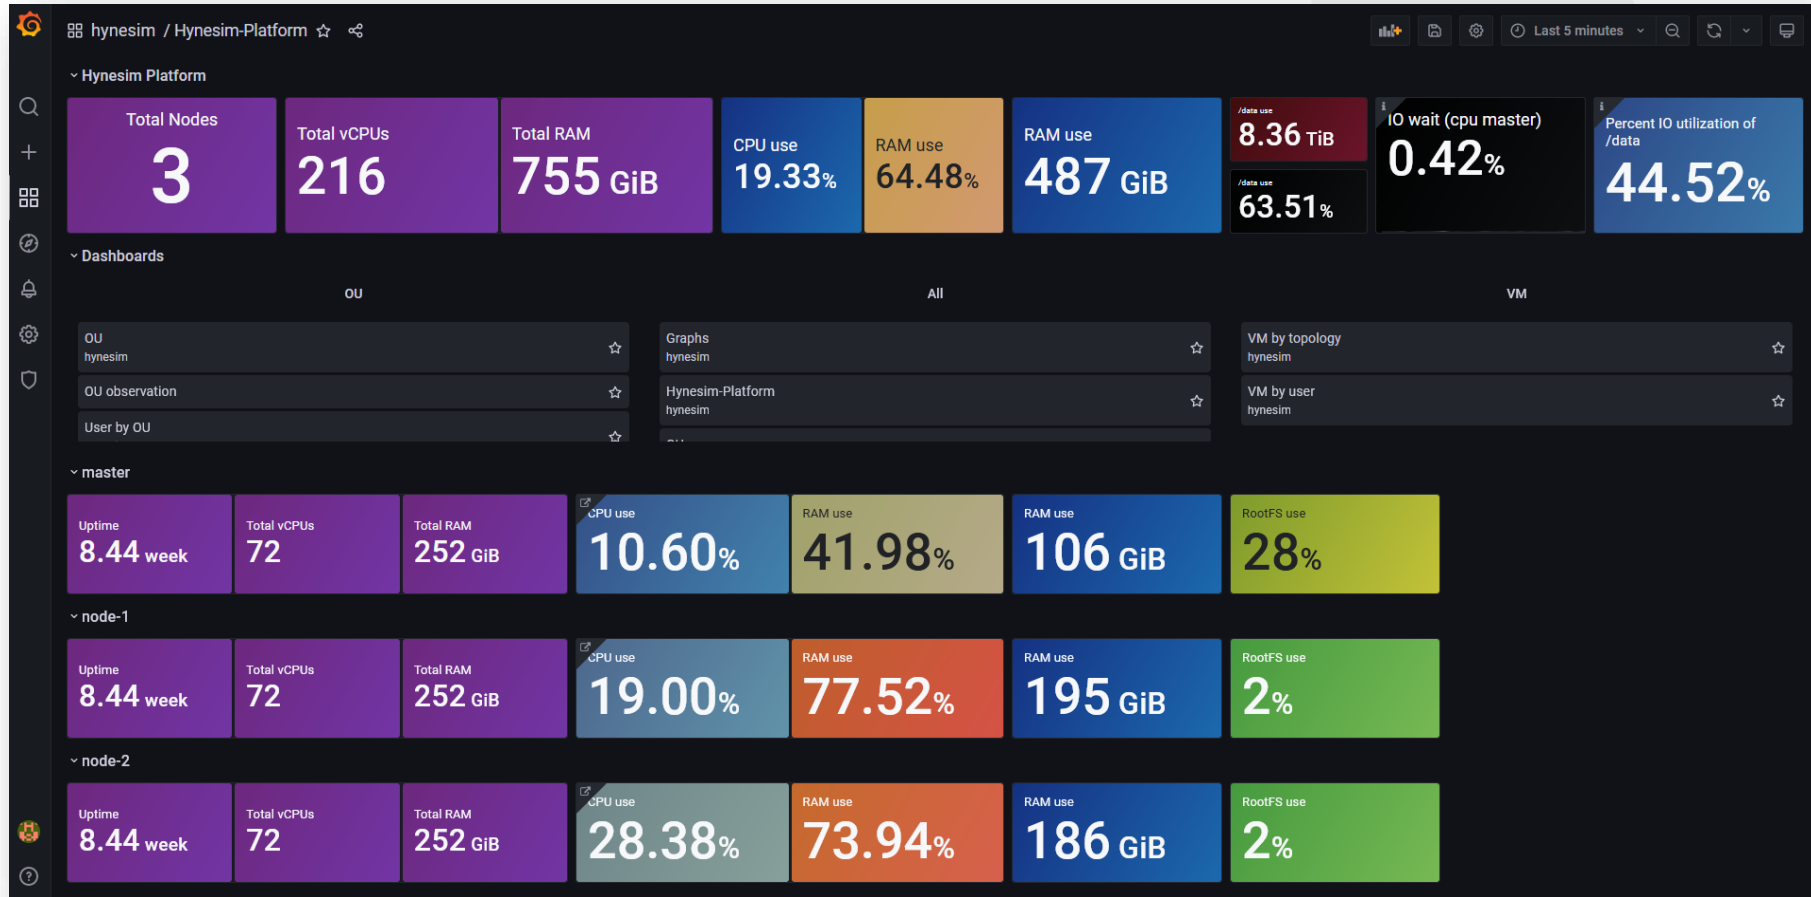 hynesim / Hynesim-Platform
Last 5 minutes
Hynesim Platform
Total Nodes
3
Total vCPUs
216
Total RAM
755 GiB
CPU use
19.33%
RAM use
64.48%
RAM use
487 GiB
/data use
8.36 TiB
/data use
63.51%
IO wait (cpu master)
0.42%
Percent IO utilization of
/data
44.52%
Dashboards
OU
OU
hynesim
OU observation
User by OU
All
Graphs
hynesim
Hynesim-Platform
hynesim
VM
VM by topology
hynesim
VM by user
hynesim
master
Uptime
8.44 week
Total vCPUs
72
Total RAM
252 GiB
CPU use
10.60%
RAM use
41.98%
RAM use
106 GiB
RootFS use
28%
node-1
Uptime
8.44 week
Total vCPUs
72
Total RAM
252 GiB
CPU use
19.00%
RAM use
77.52%
RAM use
195 GiB
RootFS use
2%
node-2
Uptime
8.44 week
Total vCPUs
72
Total RAM
252 GiB
CPU use
28.38%
RAM use
73.94%
RAM use
186 GiB
RootFS use
2%